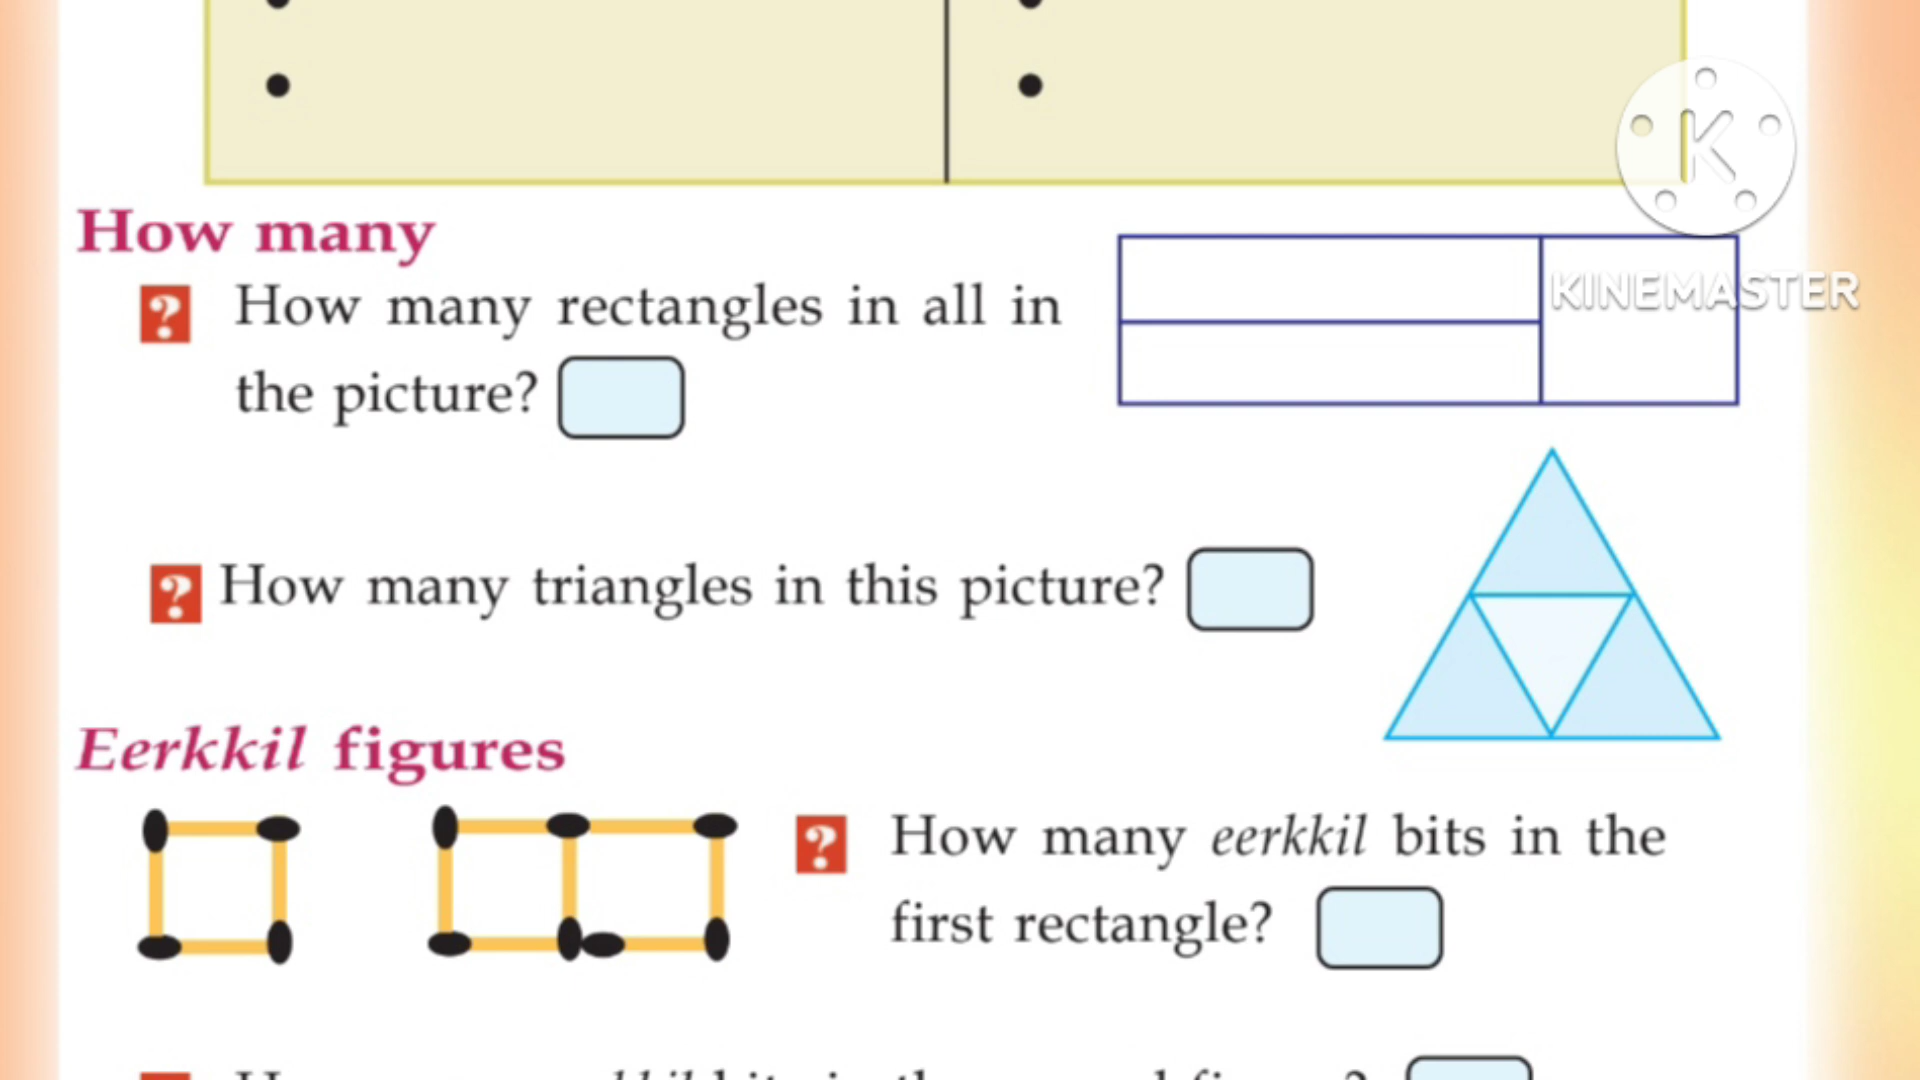 How many
? How many rectangles in all in
the picture?
KINEMASTER
? How many triangles in this picture?
Eerkkil figures
? How many eerkkil bits in the
first rectangle?